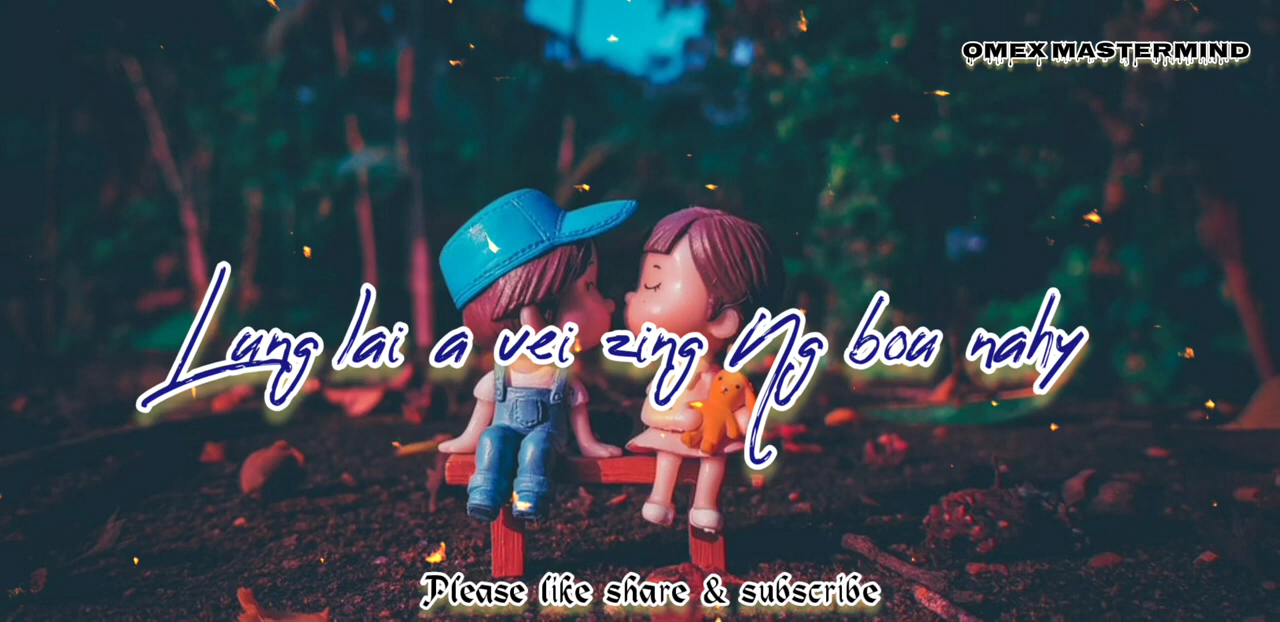 OMEX MASTERMIND
Lung lai a vei zing Ng bou nahy
Please like share & subscribe